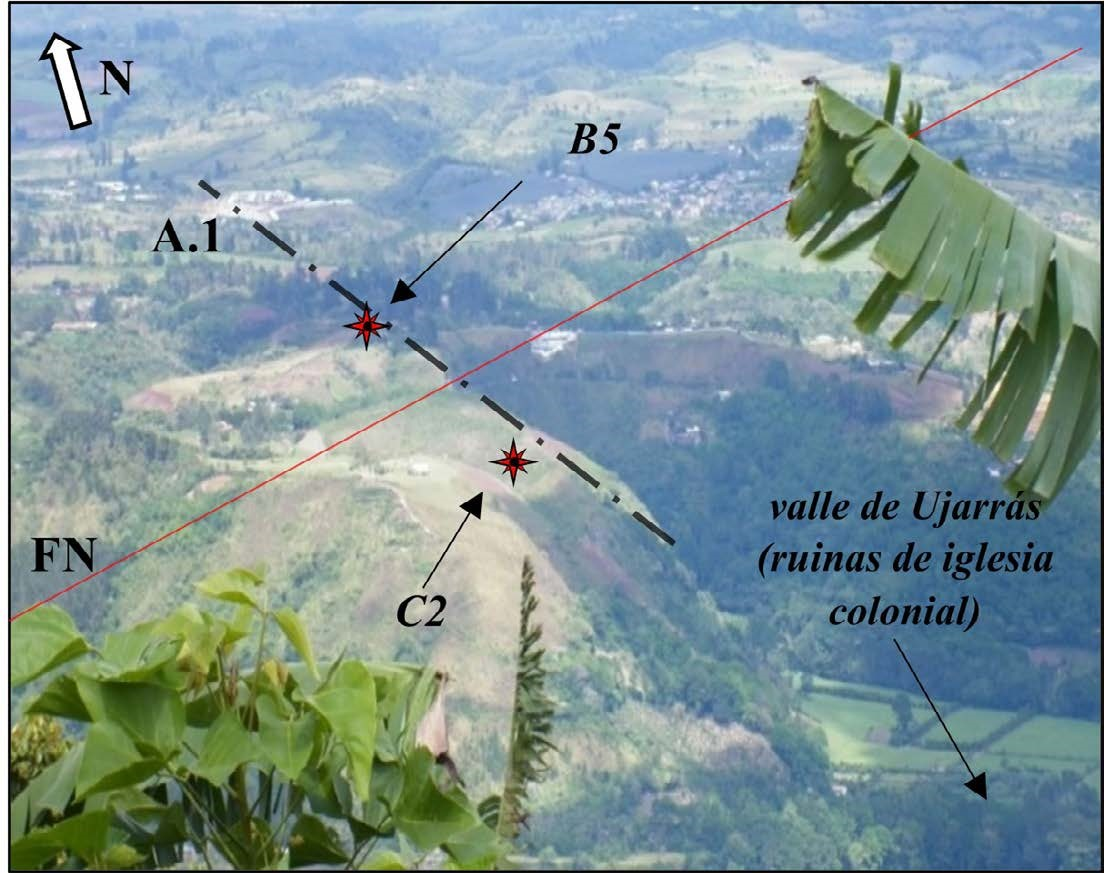 N
B5
A.1
FN
C2
valle de Ujarrás
(ruinas de iglesia
colonial)